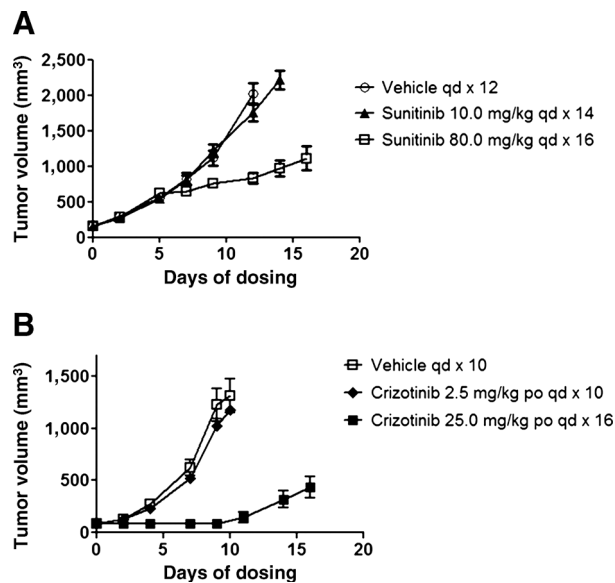 A
Tumor volume (mm³)
2,500
2,000
1,500
1,000
500
0
0 5 10 15 20
Days of dosing
Vehicle qd x 12
Sunitinib 10.0 mg/kg qd x 14
Sunitinib 80.0 mg/kg qd x 16
B
Tumor volume (mm³)
1,500
1,000
500
0
0 5 10 15 20
Days of dosing
Vehicle qd x 10
Crizotinib 2.5 mg/kg po qd x 10
Crizotinib 25.0 mg/kg po qd x 16